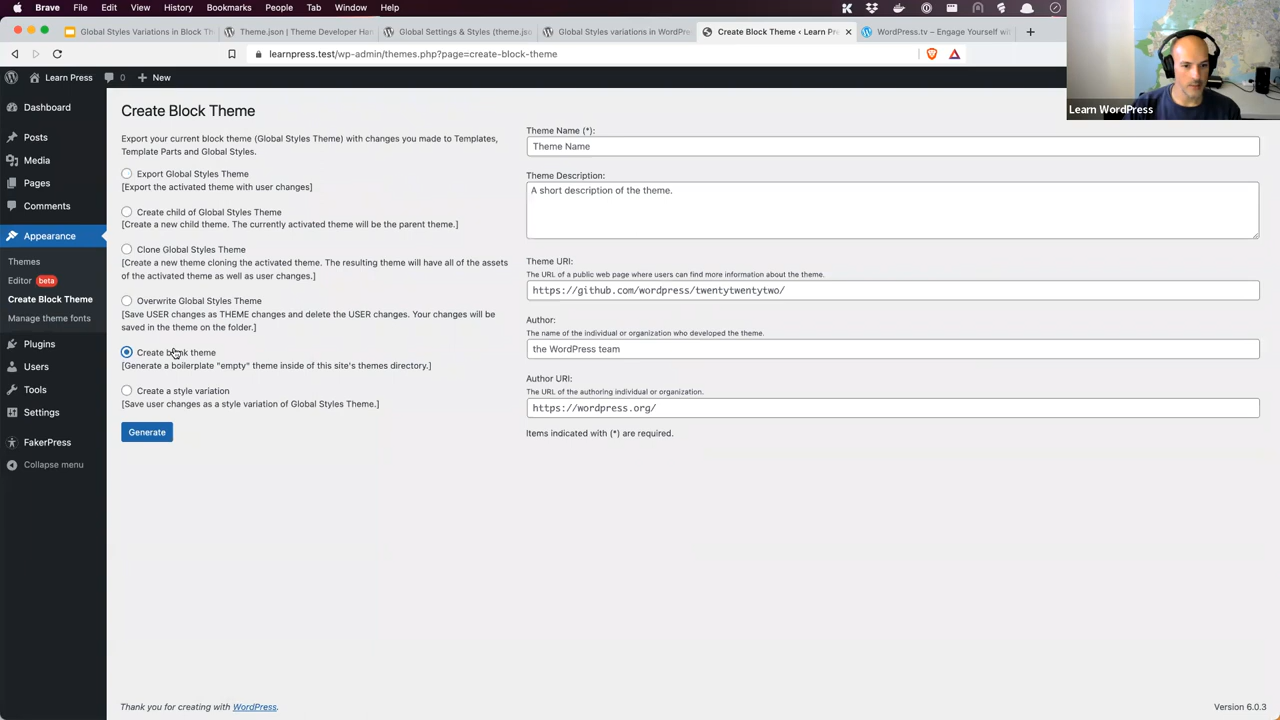 Brave File Edit View History Bookmarks People Tab Window Help
Global Styles Variations in Block Th
Theme.json | Theme Developer Han
Global Settings & Styles (theme.jso
Global Styles variations in WordPre
Create Block Theme ‹ Learn Pr
WordPress.tv – Engage Yourself wi
learnpress.test/wp-admin/themes.php?page=create-block-theme
Learn Press 0 New
Learn WordPress
Dashboard
Posts
Media
Pages
Comments
Appearance
Themes
Editor beta
Create Block Theme
Manage theme fonts
Plugins
Users
Tools
Settings
FakerPress
Collapse menu
Create Block Theme
Export your current block theme (Global Styles Theme) with changes you made to Templates,
Template Parts and Global Styles.
Export Global Styles Theme
[Export the activated theme with user changes]
Create child of Global Styles Theme
[Create a new child theme. The currently activated theme will be the parent theme.]
Clone Global Styles Theme
[Create a new theme cloning the activated theme. The resulting theme will have all of the assets
of the activated theme as well as user changes.]
Overwrite Global Styles Theme
[Save USER changes as THEME changes and delete the USER changes. Your changes will be
saved in the theme on the folder.]
Create blank theme
[Generate a boilerplate "empty" theme inside of this site's themes directory.]
Create a style variation
[Save user changes as a style variation of Global Styles Theme.]
Generate
Theme Name (*):
Theme Name
Theme Description:
A short description of the theme.
Theme URI:
The URL of a public web page where users can find more information about the theme.
https://github.com/wordpress/twentytwentytwo/
Author:
The name of the individual or organization who developed the theme.
the WordPress team
Author URI:
The URL of the authoring individual or organization.
https://wordpress.org/
Items indicated with (*) are required.
Thank you for creating with WordPress.
Version 6.0.3